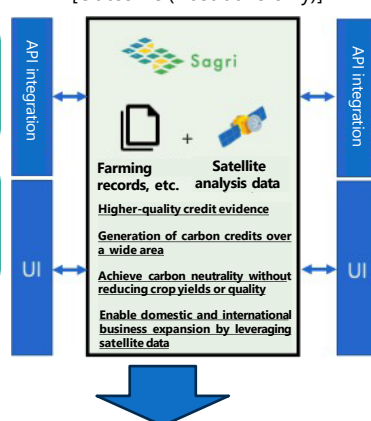 API integration
UI
Sagri
Farming
records, etc.
+
Satellite
analysis data
Higher-quality credit evidence
Generation of carbon credits over
a wide area
Achieve carbon neutrality without
reducing crop yields or quality
Enable domestic and international
business expansion by leveraging
satellite data
API integration
UI